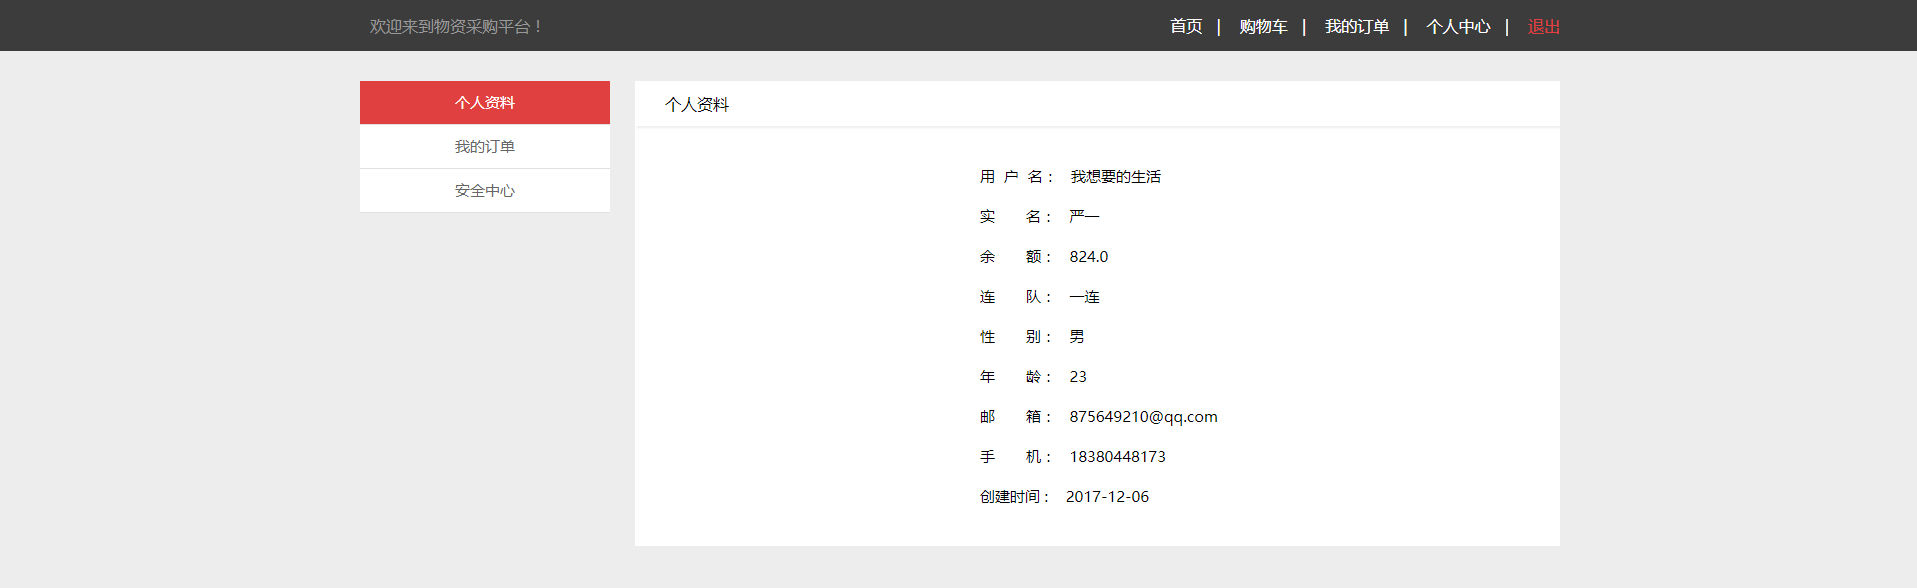 欢迎来到物资采购平台！
首页 | 购物车 | 我的订单 | 个人中心 | 退出
个人资料
我的订单
安全中心
个人资料
用 户 名： 我想要的生活
实 名： 严一
余 额： 824.0
连 队： 一连
性 别： 男
年 龄： 23
邮 箱： 875649210@qq.com
手 机： 18380448173
创建时间： 2017-12-06